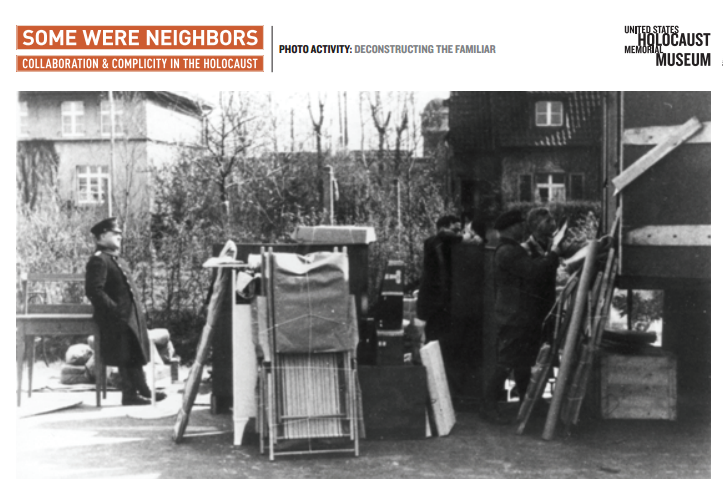 SOME WERE NEIGHBORS
COLLABORATION & COMPLICITY IN THE HOLOCAUST
PHOTO ACTIVITY: DECONSTRUCTING THE FAMILIAR
UNITED STATES
HOLOCAUST
MEMORIAL
MUSEUM